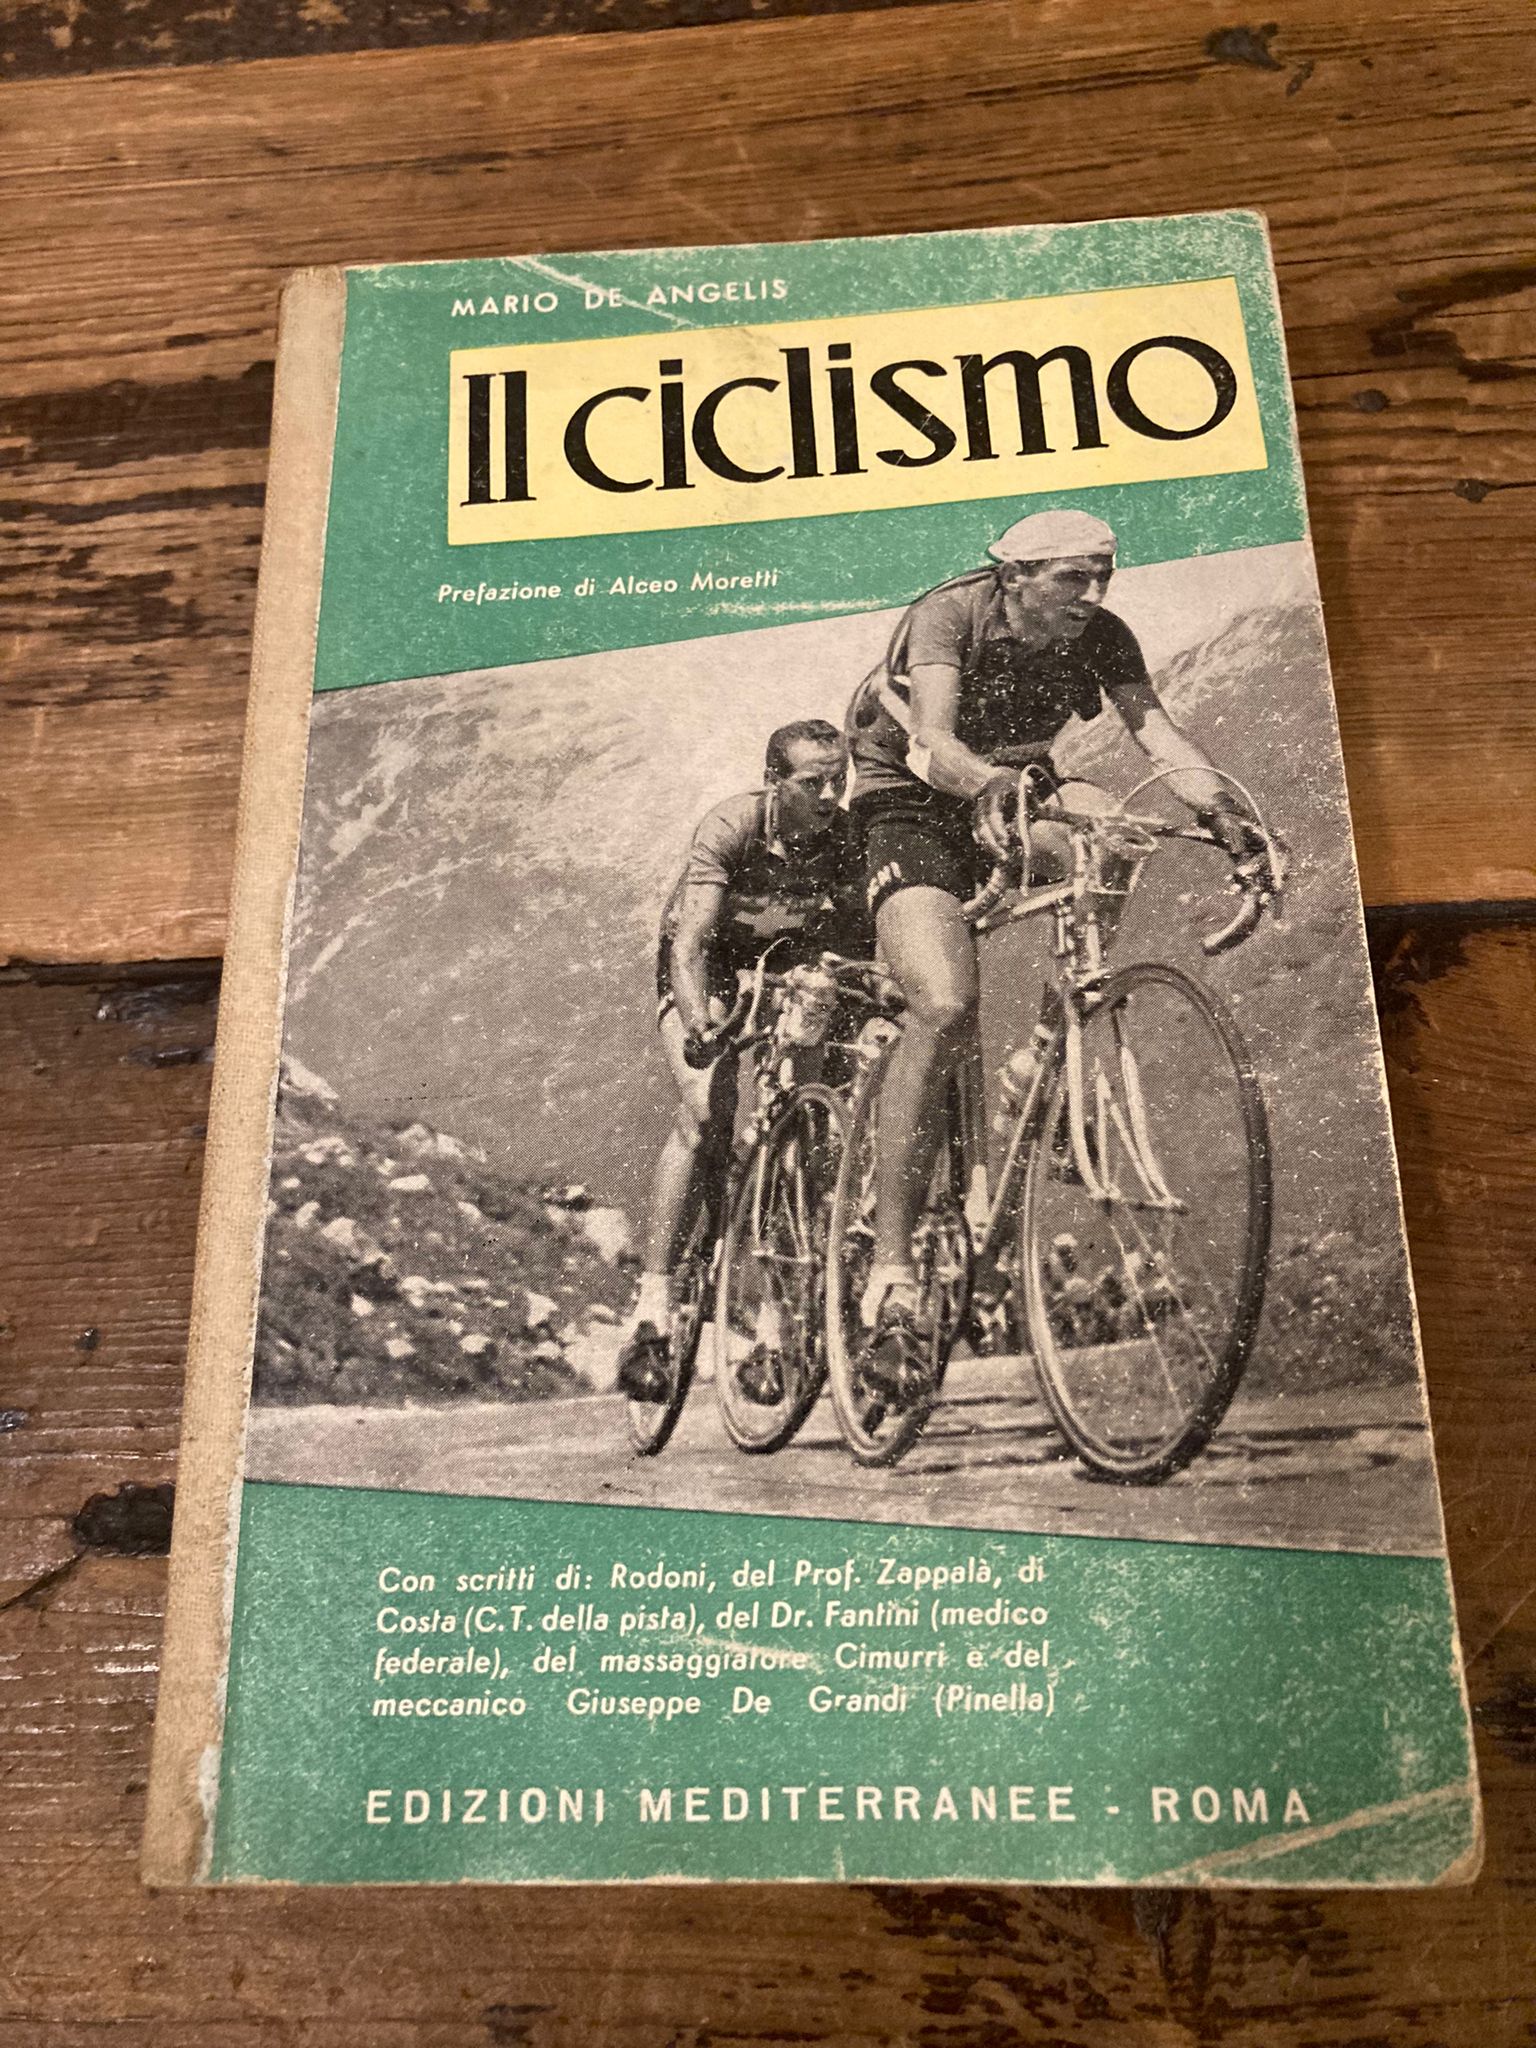 MARIO DE ANGELIS
Il ciclismo
Prefazione di Alceo Moretti
Con scritti di: Rodoni, del Prof. Zappalà, di
Costa (C.T. della pista), del Dr. Fantini (medico
federale), del massaggiatore Cimurri e del
meccanico Giuseppe De Grandi (Pinella)
EDIZIONI MEDITERRANEE - ROMA